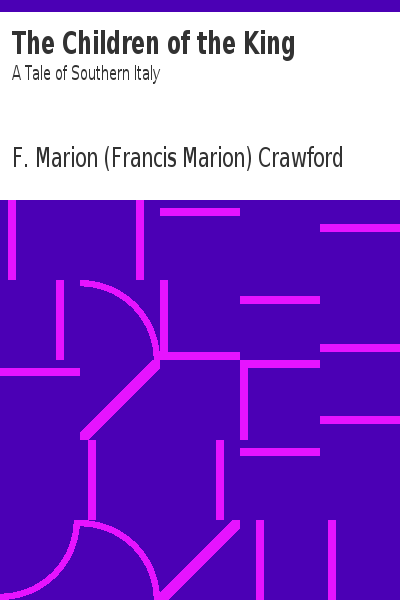 The Children of the King
A Tale of Southern Italy
F. Marion (Francis Marion) Crawford